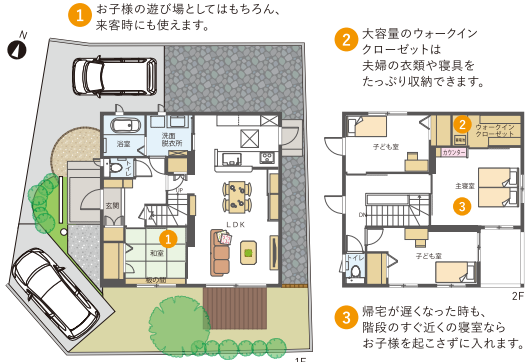 1 お子様の遊び場としてはもちろん、
来客時にも使えます。
N
2 大容量のウォークイン
クローゼットは
夫婦の衣類や寝具を
たっぷり収納できます。
浴室
洗面
脱衣所
トイレ
玄関
UP
LDK
1
和室
板の間
1F
子ども室
2
ウォークイン
クローゼット
カウンター
主寝室
3
DN
トイレ
子ども室
2F
3 帰宅が遅くなった時も、
階段のすぐ近くの寝室なら
お子様を起こさずに入れます。